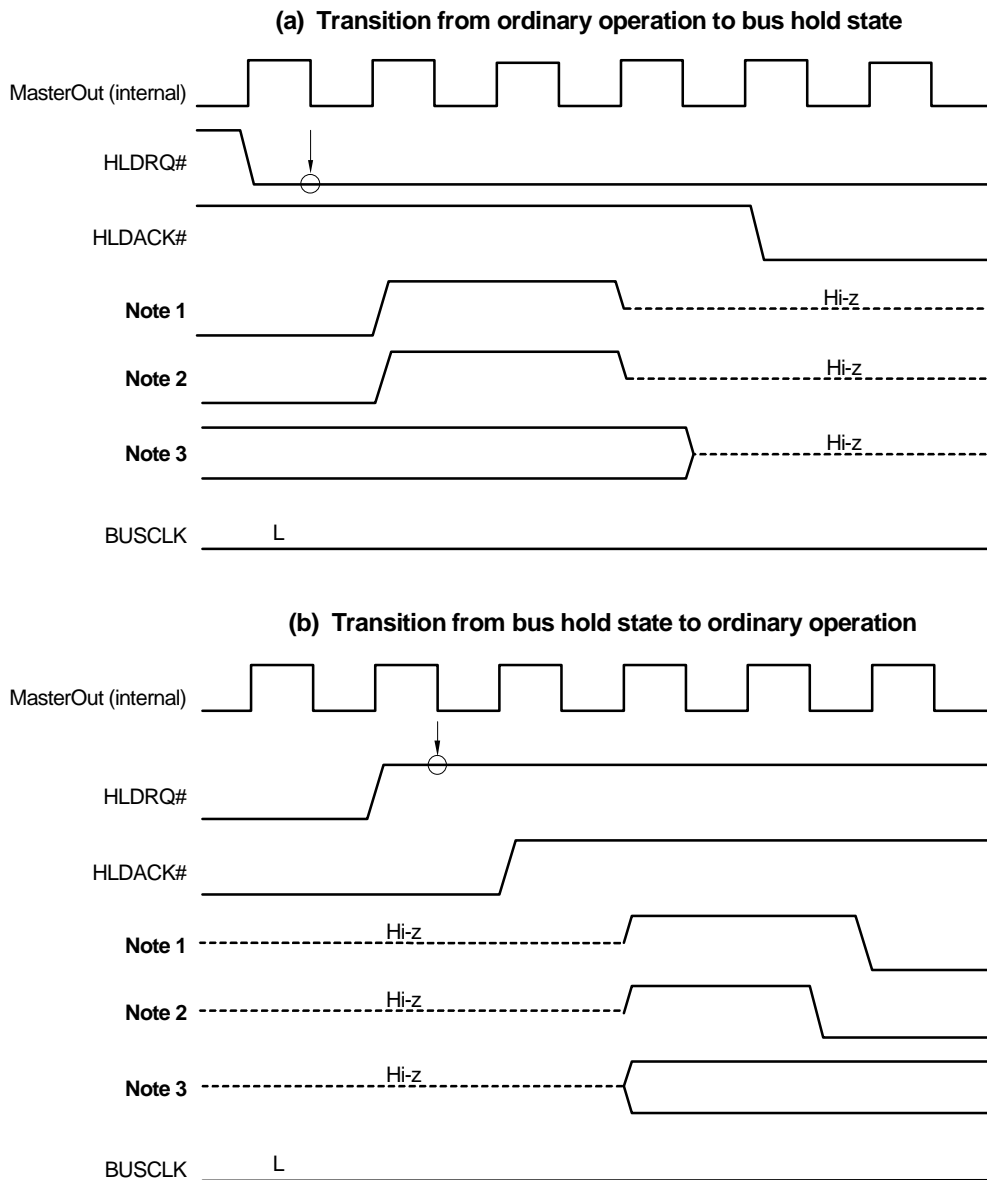 (a) Transition from ordinary operation to bus hold state
MasterOut (internal)
HLDRQ#
HLDACK#
Note 1
Hi-z
Note 2
Hi-z
Note 3
Hi-z
BUSCLK
L
(b) Transition from bus hold state to ordinary operation
MasterOut (internal)
HLDRQ#
HLDACK#
Note 1
Hi-z
Note 2
Hi-z
Note 3
Hi-z
BUSCLK
L